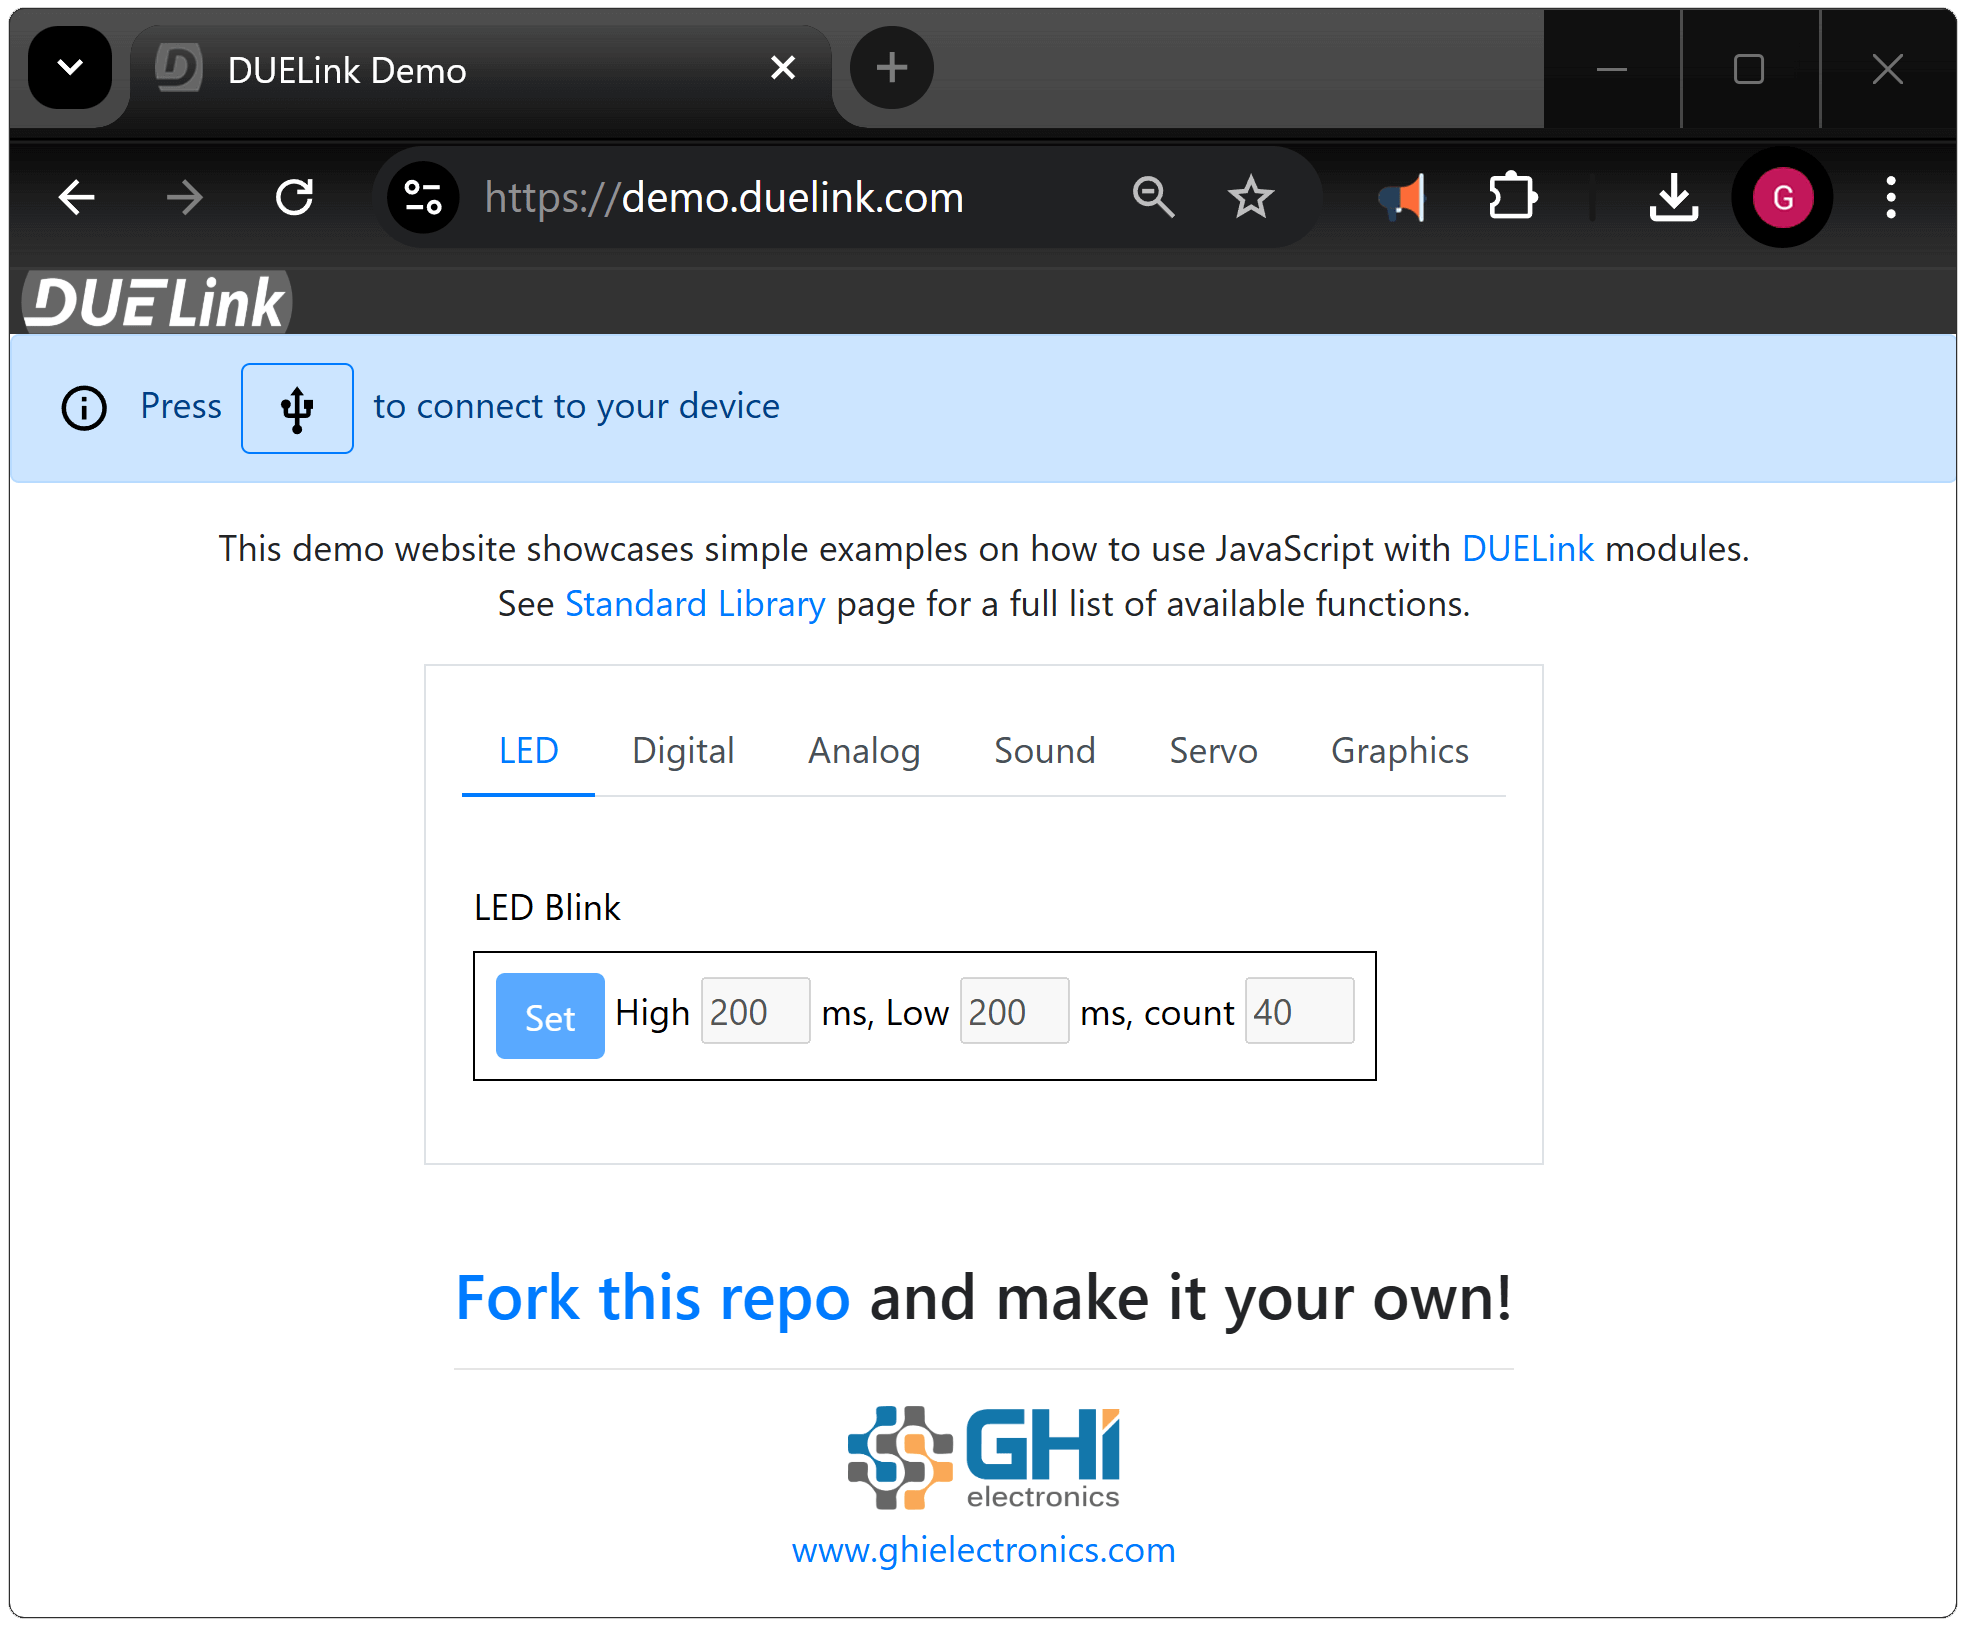 DUELink Demo
https://demo.duelink.com
G
DUELink
Press to connect to your device
This demo website showcases simple examples on how to use JavaScript with DUELink modules.
See Standard Library page for a full list of available functions.
LED Digital Analog Sound Servo Graphics
LED Blink
Set High 200 ms, Low 200 ms, count 40
Fork this repo and make it your own!
GHI
electronics
www.ghielectronics.com